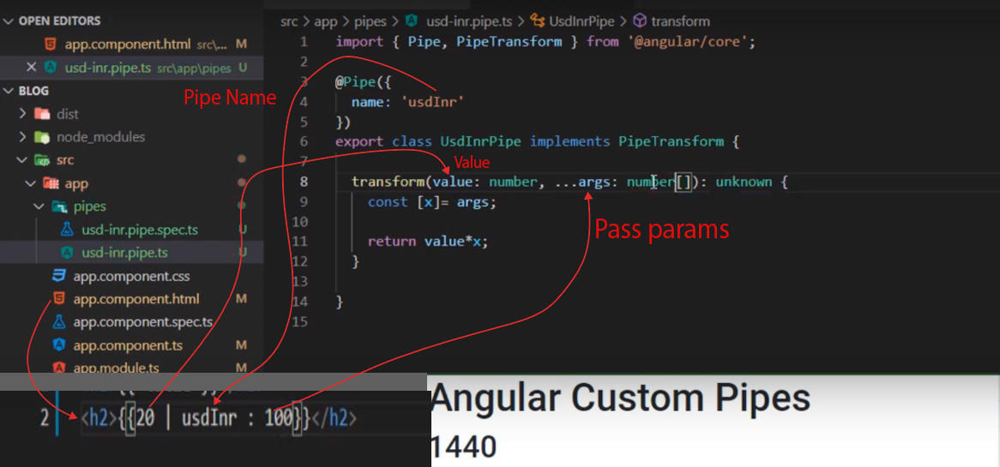 OPEN EDITORS
app.component.html src\... M
usd-inr.pipe.ts src\app\pipes U
BLOG
dist
node_modules
src
app
pipes
usd-inr.pipe.spec.ts U
usd-inr.pipe.ts U
app.component.css
app.component.html M
app.component.spec.ts
app.component.ts M
app.module.ts M
src > app > pipes > usd-inr.pipe.ts > UsdInrPipe > transform
1 import { Pipe, PipeTransform } from '@angular/core';
2
3 @Pipe({
4 name: 'usdInr'
5 })
6 export class UsdInrPipe implements PipeTransform {
7
8 transform(value: number, ...args: number[]): unknown {
9 const [x]= args;
10
11 return value*x;
12 }
13
14 }
15
Pipe Name
Value
Pass params
2 <h2>{{20 | usdInr : 100}}</h2>
Angular Custom Pipes
1440